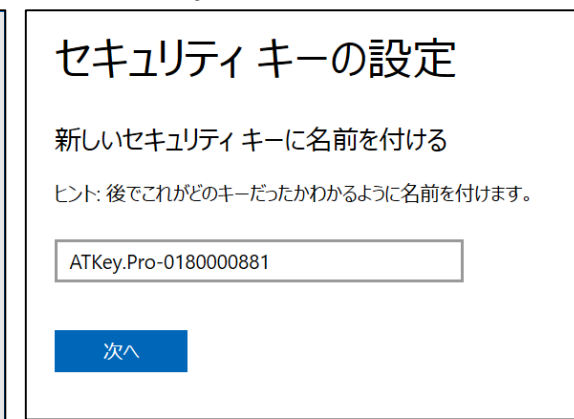 セキュリティ キーの設定
新しいセキュリティ キーに名前を付ける
ヒント: 後でこれがどのキーだったかわかるように名前を付けます。
ATKey.Pro-0180000881
次へ